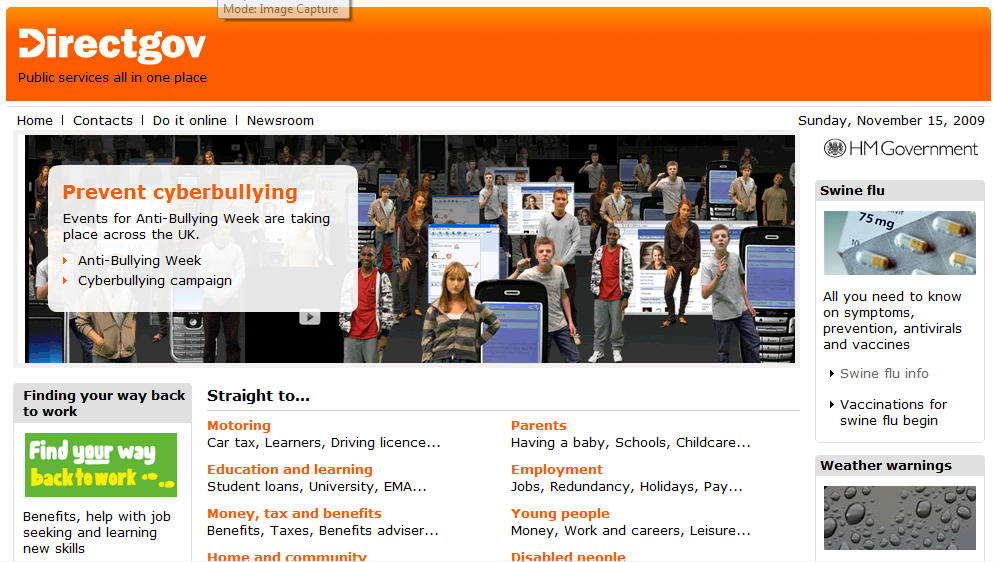 Mode: Image Capture
Directgov
Public services all in one place
Home | Contacts | Do it online | Newsroom
Sunday, November 15, 2009
Prevent cyberbullying
Events for Anti-Bullying Week are taking
place across the UK.
Anti-Bullying Week
Cyberbullying campaign
HM Government
Swine flu
75 mg
All you need to know
on symptoms,
prevention, antivirals
and vaccines
Swine flu info
Vaccinations for
swine flu begin
Weather warnings
Finding your way back
to work
Find your way
back to work
Benefits, help with job
seeking and learning
new skills
Straight to...
Motoring
Car tax, Learners, Driving licence...
Education and learning
Student loans, University, EMA...
Money, tax and benefits
Benefits, Taxes, Benefits adviser...
Home and community
Parents
Having a baby, Schools, Childcare...
Employment
Jobs, Redundancy, Holidays, Pay...
Young people
Money, Work and careers, Leisure...
Disabled people